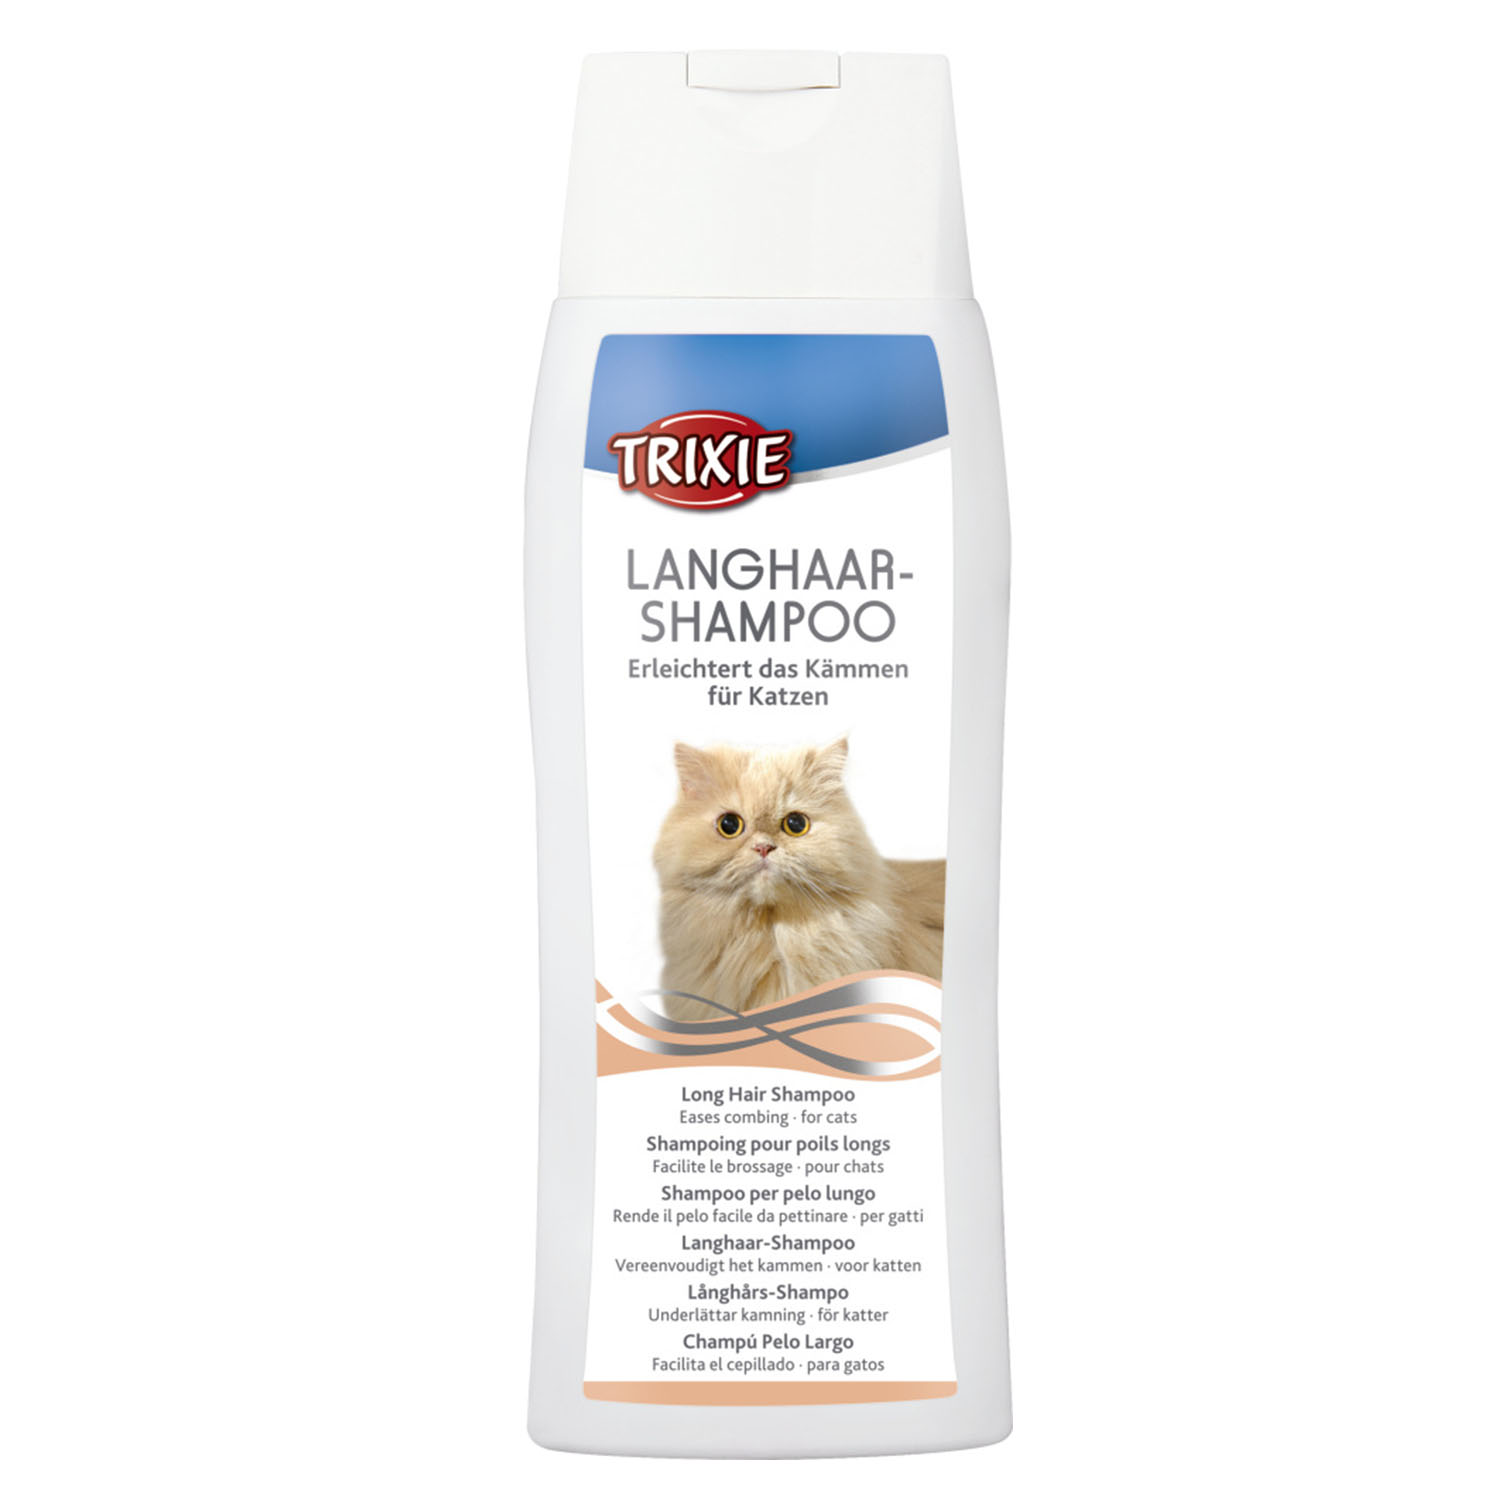 TRIXIE
LANGHAAR-
SHAMPOO
Erleichtert das Kämmen
für Katzen
Long Hair Shampoo
Eases combing · for cats
Shampoing pour poils longs
Facilite le brossage · pour chats
Shampoo per pelo lungo
Rende il pelo facile da pettinare · per gatti
Langhaar-Shampoo
Vereenvoudigt het kammen · voor katten
Långhårs-Shampo
Underlättar kamning · för katter
Champú Pelo Largo
Facilita el cepillado · para gatos